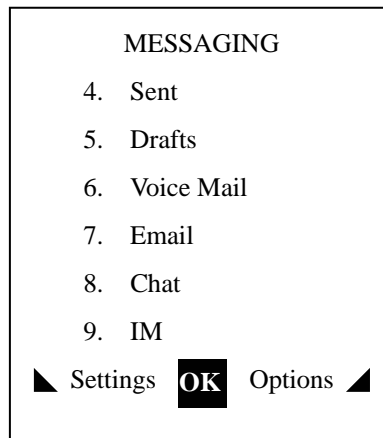 MESSAGING
4. Sent
5. Drafts
6. Voice Mail
7. Email
8. Chat
9. IM
Settings OK Options